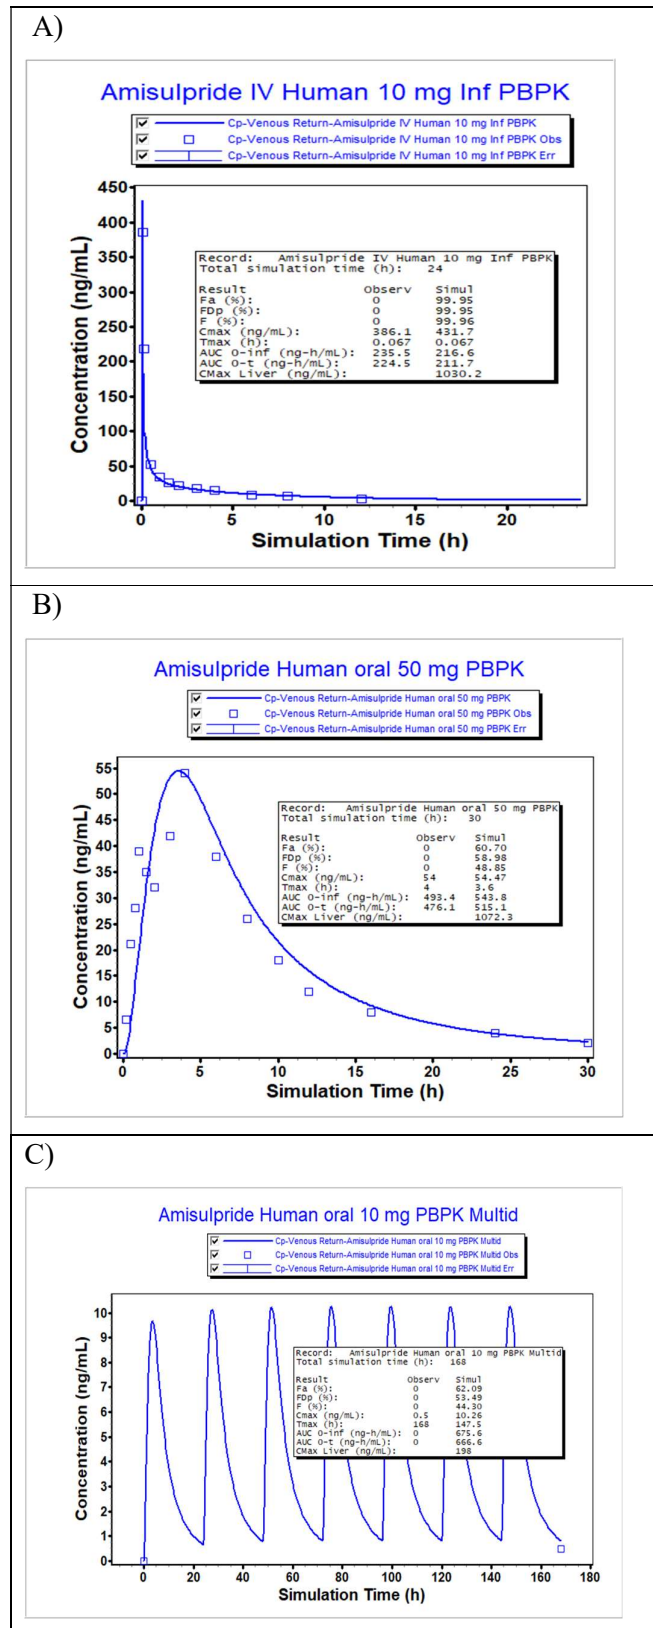 A)
Amisulpride IV Human 10 mg Inf PBPK
Cp-Venous Return-Amisulpride IV Human 10 mg Inf PBPK
Cp-Venous Return-Amisulpride IV Human 10 mg Inf PBPK Obs
Cp-Venous Return-Amisulpride IV Human 10 mg Inf PBPK Err
Concentration (ng/mL)
450
400
350
300
250
200
150
100
50
0
Record: Amisulpride IV Human 10 mg Inf PBPK
Total simulation time (h): 24
Result Observ Simul
Fa (%): 0 99.95
FDp (%): 0 99.95
F (%): 0 99.96
Cmax (ng/mL): 386.1 431.7
Tmax (h): 0.067 0.067
AUC 0-inf (ng-h/mL): 235.5 216.6
AUC 0-t (ng-h/mL): 224.5 211.7
CMax Liver (ng/mL): 1030.2
0 5 10 15 20
Simulation Time (h)
B)
Amisulpride Human oral 50 mg PBPK
Cp-Venous Return-Amisulpride Human oral 50 mg PBPK
Cp-Venous Return-Amisulpride Human oral 50 mg PBPK Obs
Cp-Venous Return-Amisulpride Human oral 50 mg PBPK Err
Concentration (ng/mL)
55
50
45
40
35
30
25
20
15
10
5
0
Record: Amisulpride Human oral 50 mg PBPK
Total simulation time (h): 30
Result Observ Simul
Fa (%): 0 60.70
FDp (%): 0 58.98
F (%): 0 48.85
Cmax (ng/mL): 54 54.47
Tmax (h): 4 3.6
AUC 0-inf (ng-h/mL): 493.4 543.8
AUC 0-t (ng-h/mL): 476.1 515.1
CMax Liver (ng/mL): 1072.3
0 5 10 15 20 25 30
Simulation Time (h)
C)
Amisulpride Human oral 10 mg PBPK Multid
Cp-Venous Return-Amisulpride Human oral 10 mg PBPK Multid
Cp-Venous Return-Amisulpride Human oral 10 mg PBPK Multid Obs
Cp-Venous Return-Amisulpride Human oral 10 mg PBPK Multid Err
Concentration (ng/mL)
10
9
8
7
6
5
4
3
2
1
0
Record: Amisulpride Human oral 10 mg PBPK Multid
Total simulation time (h): 168
Result Observ Simul
Fa (%): 0 62.09
FDp (%): 0 53.49
F (%): 0 44.30
Cmax (ng/mL): 0.5 10.26
Tmax (h): 168 147.5
AUC 0-inf (ng-h/mL): 0 675.6
AUC 0-t (ng-h/mL): 0 666.6
CMax Liver (ng/mL): 198
0 20 40 60 80 100 120 140 160 180
Simulation Time (h)